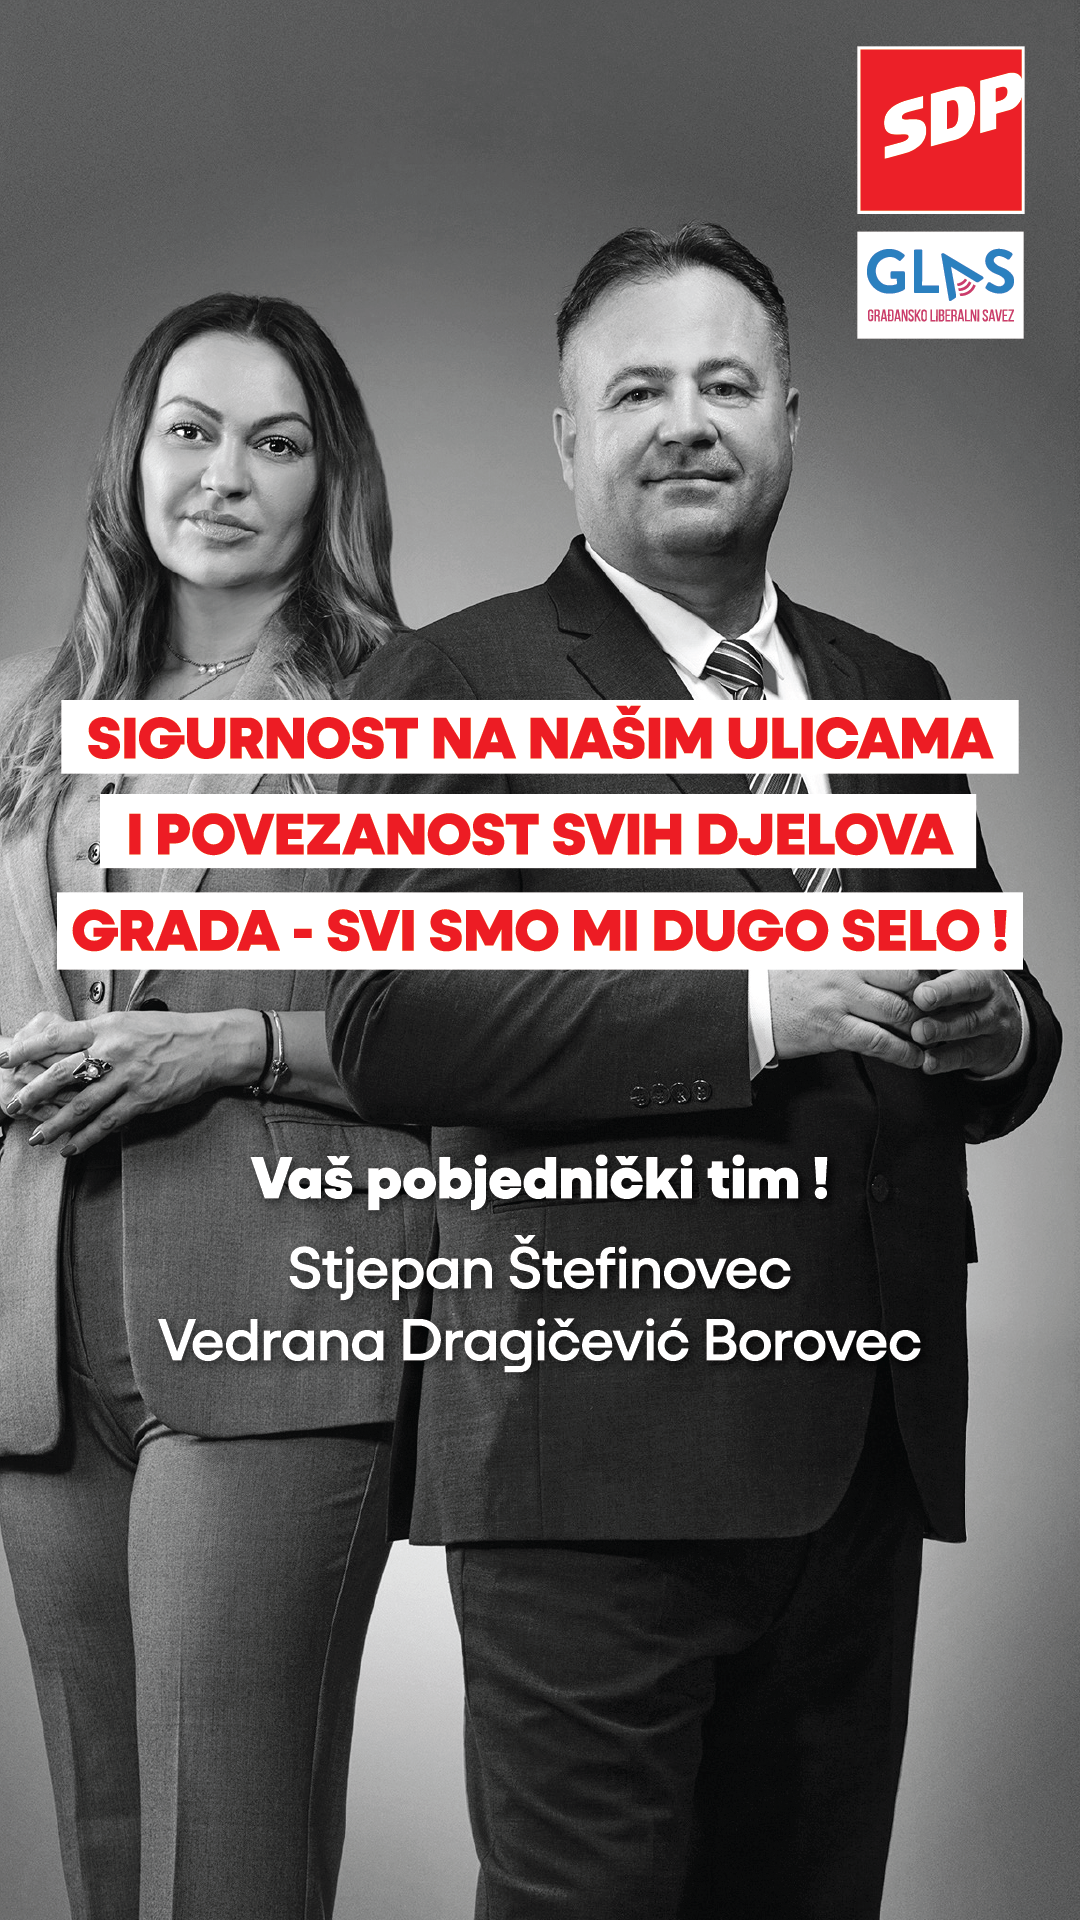 SDP
GLAS
GRAĐANSKO LIBERALNI SAVEZ
SIGURNOST NA NAŠIM ULICAMA
I POVEZANOST SVIH DJELOVA
GRADA - SVI SMO MI DUGO SELO !
Vaš pobjednički tim !
Stjepan Štefinovec
Vedrana Dragičević Borovec